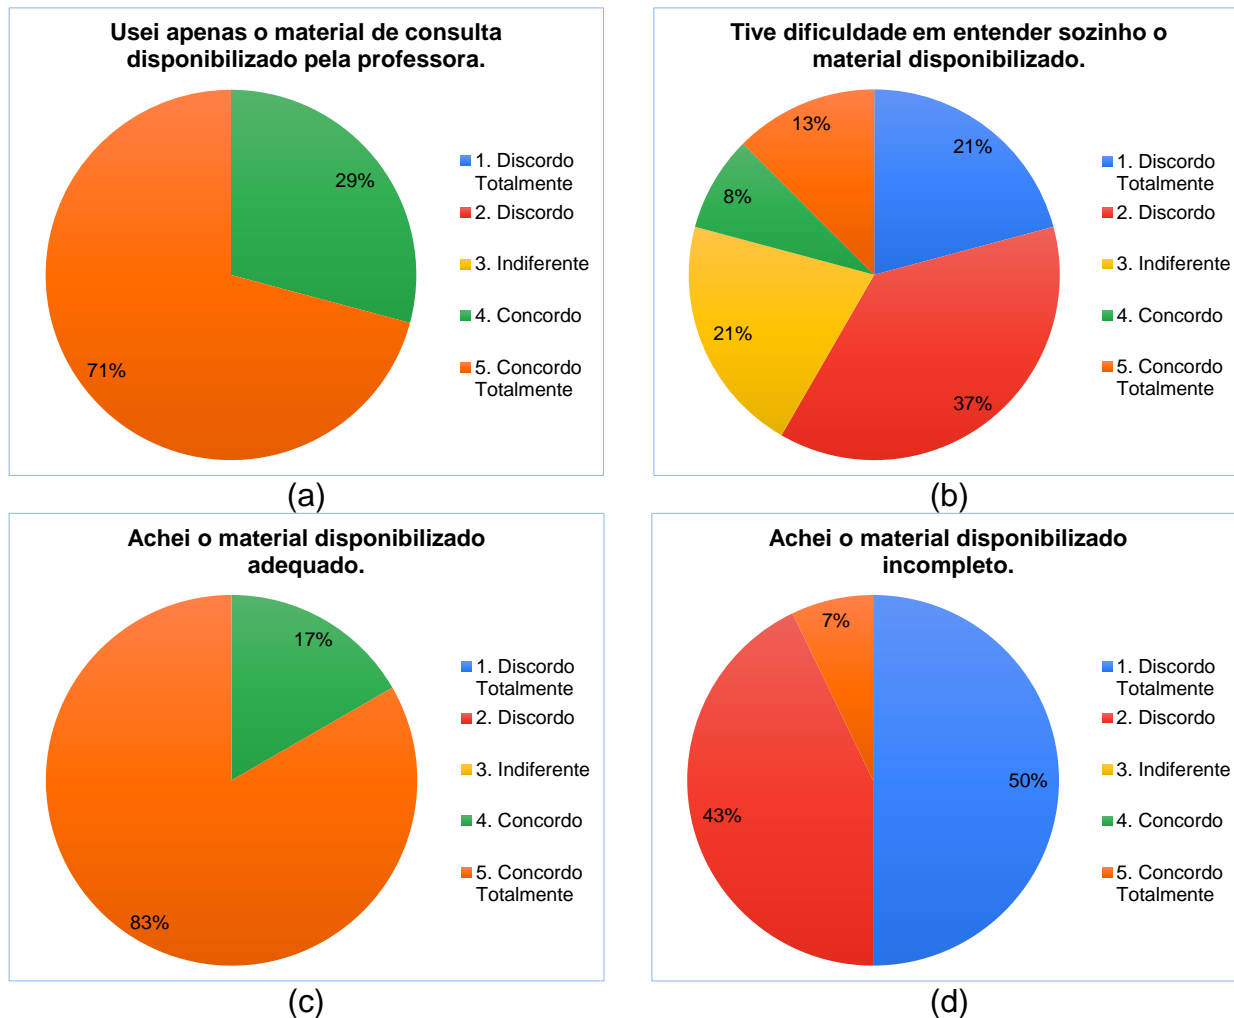 Usei apenas o material de consulta
disponibilizado pela professora.
29%
71%
1. Discordo
Totalmente
2. Discordo
3. Indiferente
4. Concordo
5. Concordo
Totalmente
(a)
Tive dificuldade em entender sozinho o
material disponibilizado.
13%
21%
8%
21%
37%
1. Discordo
Totalmente
2. Discordo
3. Indiferente
4. Concordo
5. Concordo
Totalmente
(b)
Achei o material disponibilizado
adequado.
17%
83%
1. Discordo
Totalmente
2. Discordo
3. Indiferente
4. Concordo
5. Concordo
Totalmente
(c)
Achei o material disponibilizado
incompleto.
7%
50%
43%
1. Discordo
Totalmente
2. Discordo
3. Indiferente
4. Concordo
5. Concordo
Totalmente
(d)